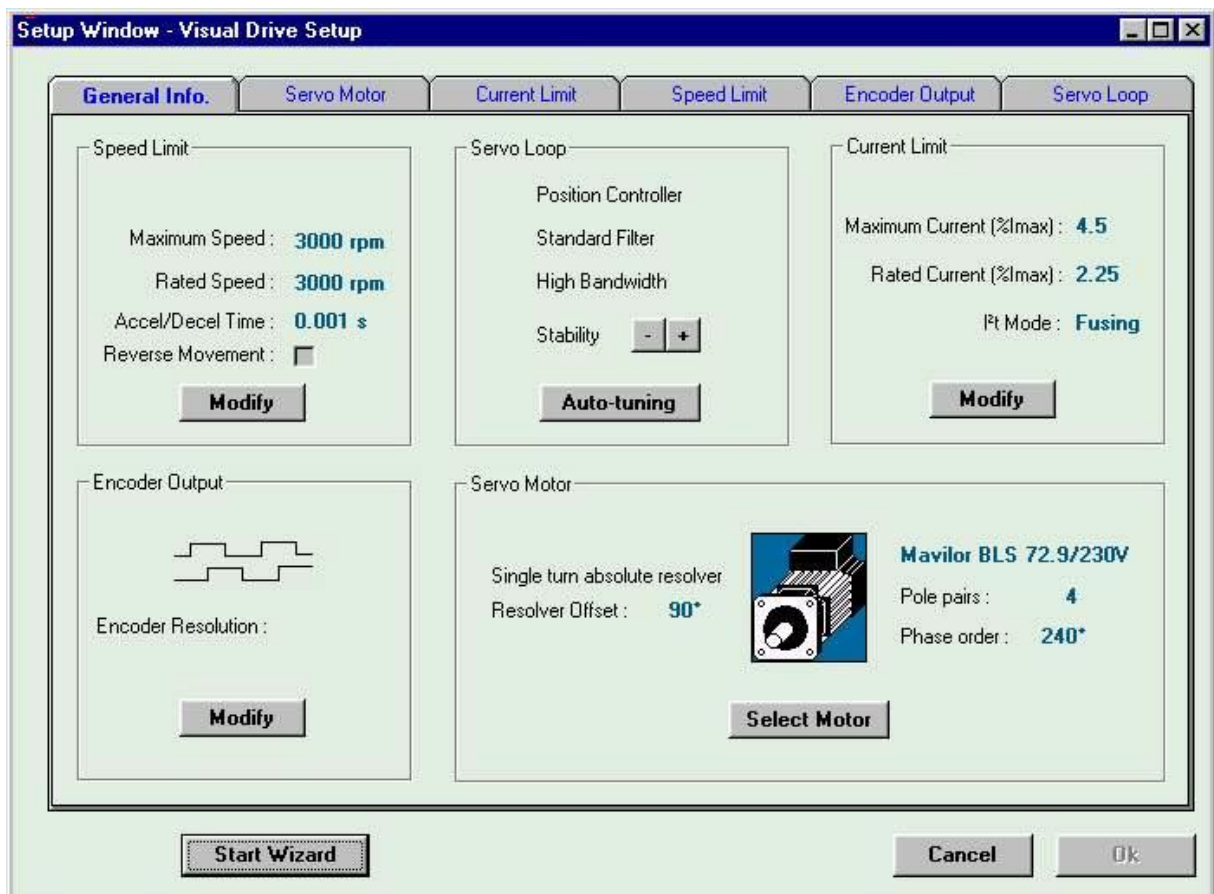 Setup Window - Visual Drive Setup
General Info.
Servo Motor
Current Limit
Speed Limit
Encoder Output
Servo Loop
Speed Limit
Maximum Speed : 3000 rpm
Rated Speed : 3000 rpm
Accel/Decel Time : 0.001 s
Reverse Movement :
Modify
Servo Loop
Position Controller
Standard Filter
High Bandwidth
Stability - +
Auto-tuning
Current Limit
Maximum Current (%Imax) : 4.5
Rated Current (%Imax) : 2.25
I²t Mode : Fusing
Modify
Encoder Output
Encoder Resolution :
Modify
Servo Motor
Single turn absolute resolver
Resolver Offset : 90°
Mavilor BLS 72.9/230V
Pole pairs : 4
Phase order : 240°
Select Motor
Start Wizard
Cancel
Ok